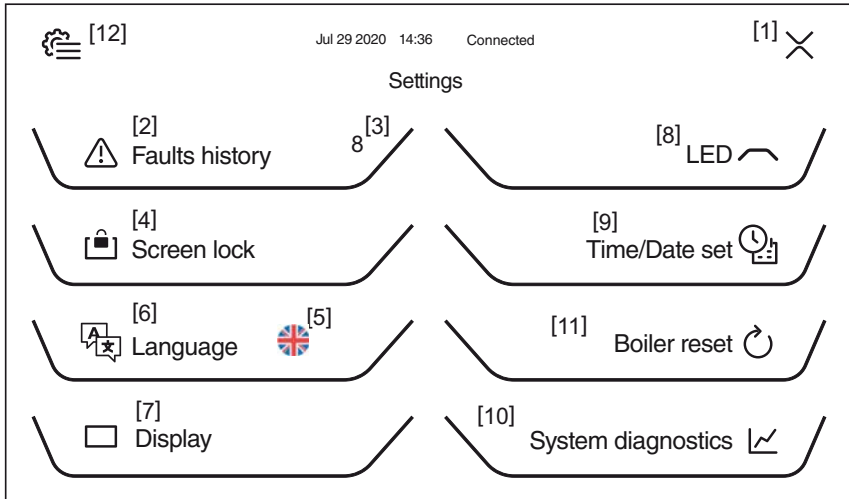 [12] Jul 29 2020 14:36 Connected [1]
Settings
[2] [3]
Faults history 8
[8]
LED
[4]
Screen lock
[9]
Time/Date set
[6] [5]
A
Language
[11] Boiler reset
[7]
Display
[10]
System diagnostics